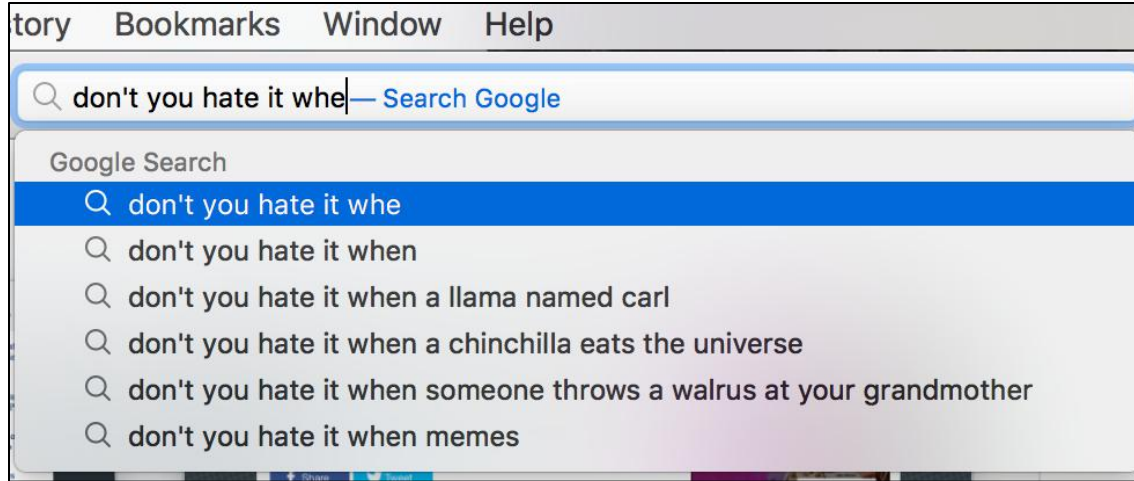 tory Bookmarks Window Help
don't you hate it whe — Search Google
Google Search
don't you hate it whe
don't you hate it when
don't you hate it when a llama named carl
don't you hate it when a chinchilla eats the universe
don't you hate it when someone throws a walrus at your grandmother
don't you hate it when memes
Share Tweet